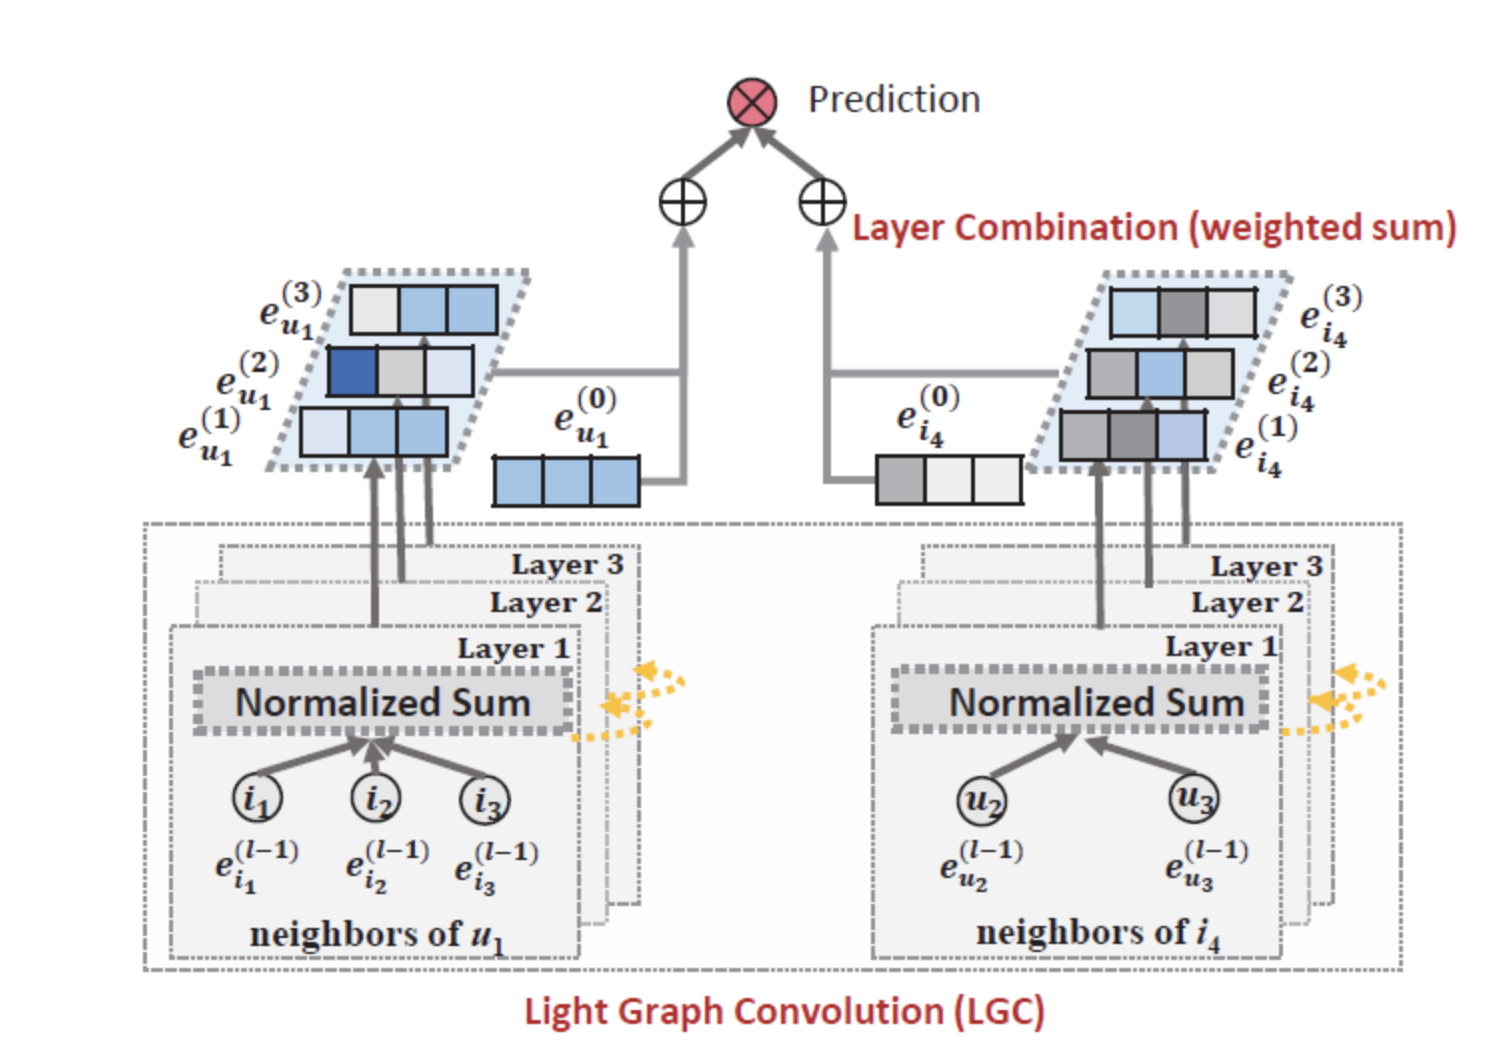 Prediction
Layer Combination (weighted sum)
e_{u_1}^{(3)}
e_{u_1}^{(2)}
e_{u_1}^{(1)}
e_{u_1}^{(0)}
e_{i_4}^{(0)}
e_{i_4}^{(3)}
e_{i_4}^{(2)}
e_{i_4}^{(1)}
Layer 3
Layer 2
Layer 1
Normalized Sum
i_1 i_2 i_3
e_{i_1}^{(l-1)} e_{i_2}^{(l-1)} e_{i_3}^{(l-1)}
neighbors of u_1
Layer 3
Layer 2
Layer 1
Normalized Sum
u_2 u_3
e_{u_2}^{(l-1)} e_{u_3}^{(l-1)}
neighbors of i_4
Light Graph Convolution (LGC)